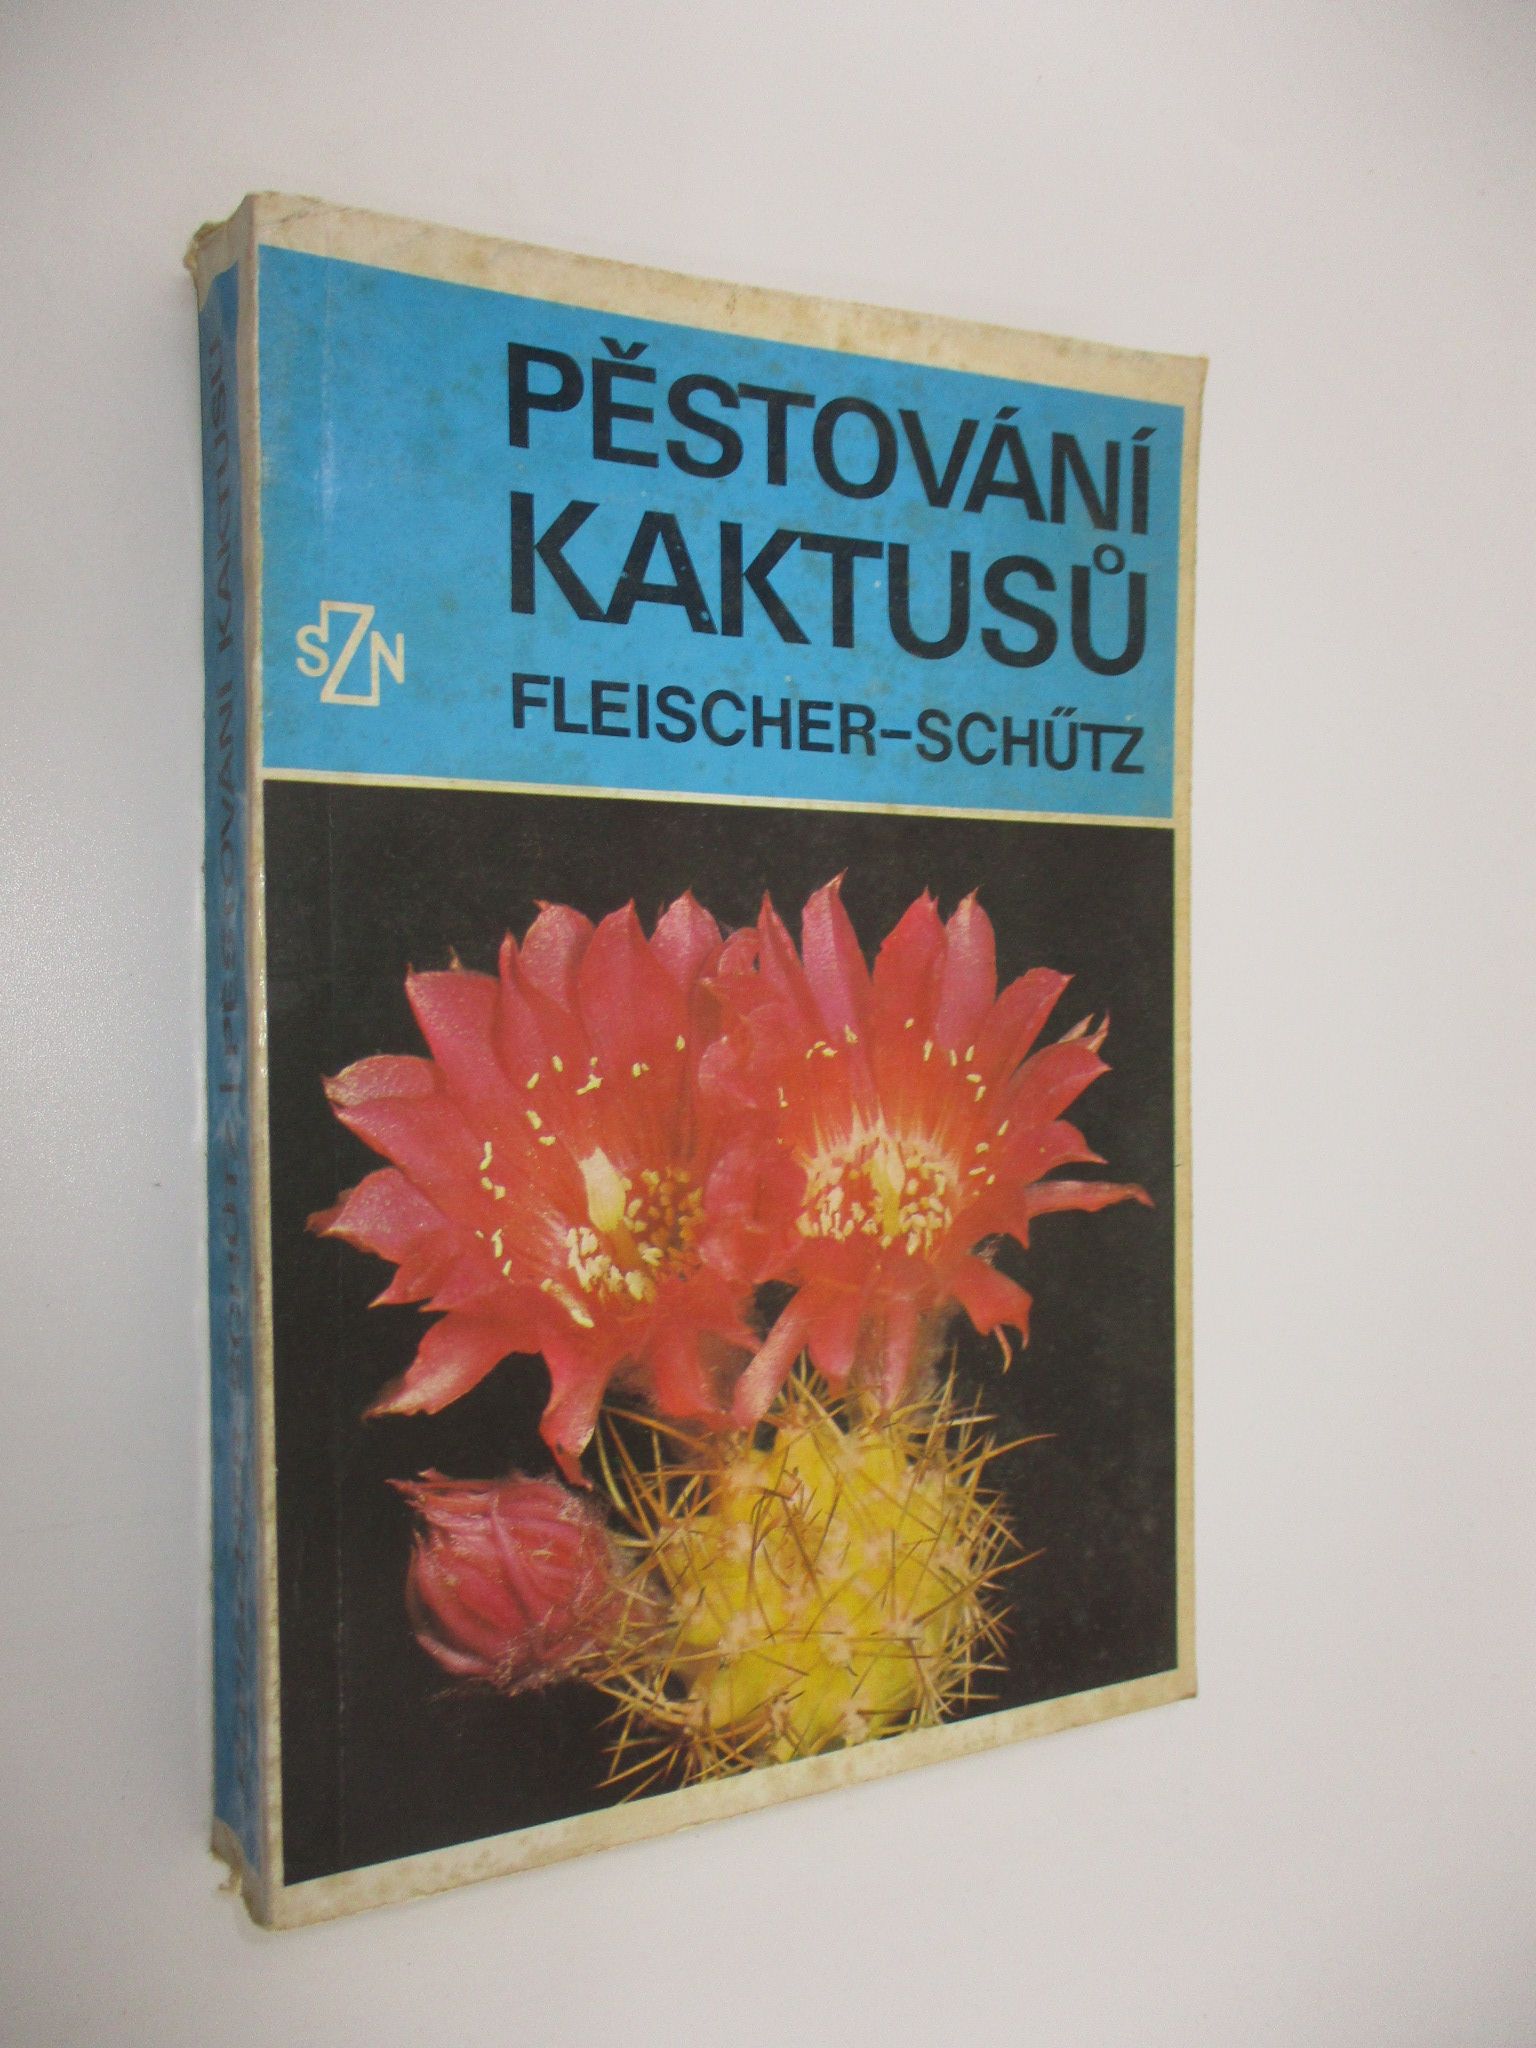 PĚSTOVÁNÍ
KAKTUSŮ
SZN
FLEISCHER-SCHŰTZ
PĚSTOVÁNÍ KAKTUSŮ